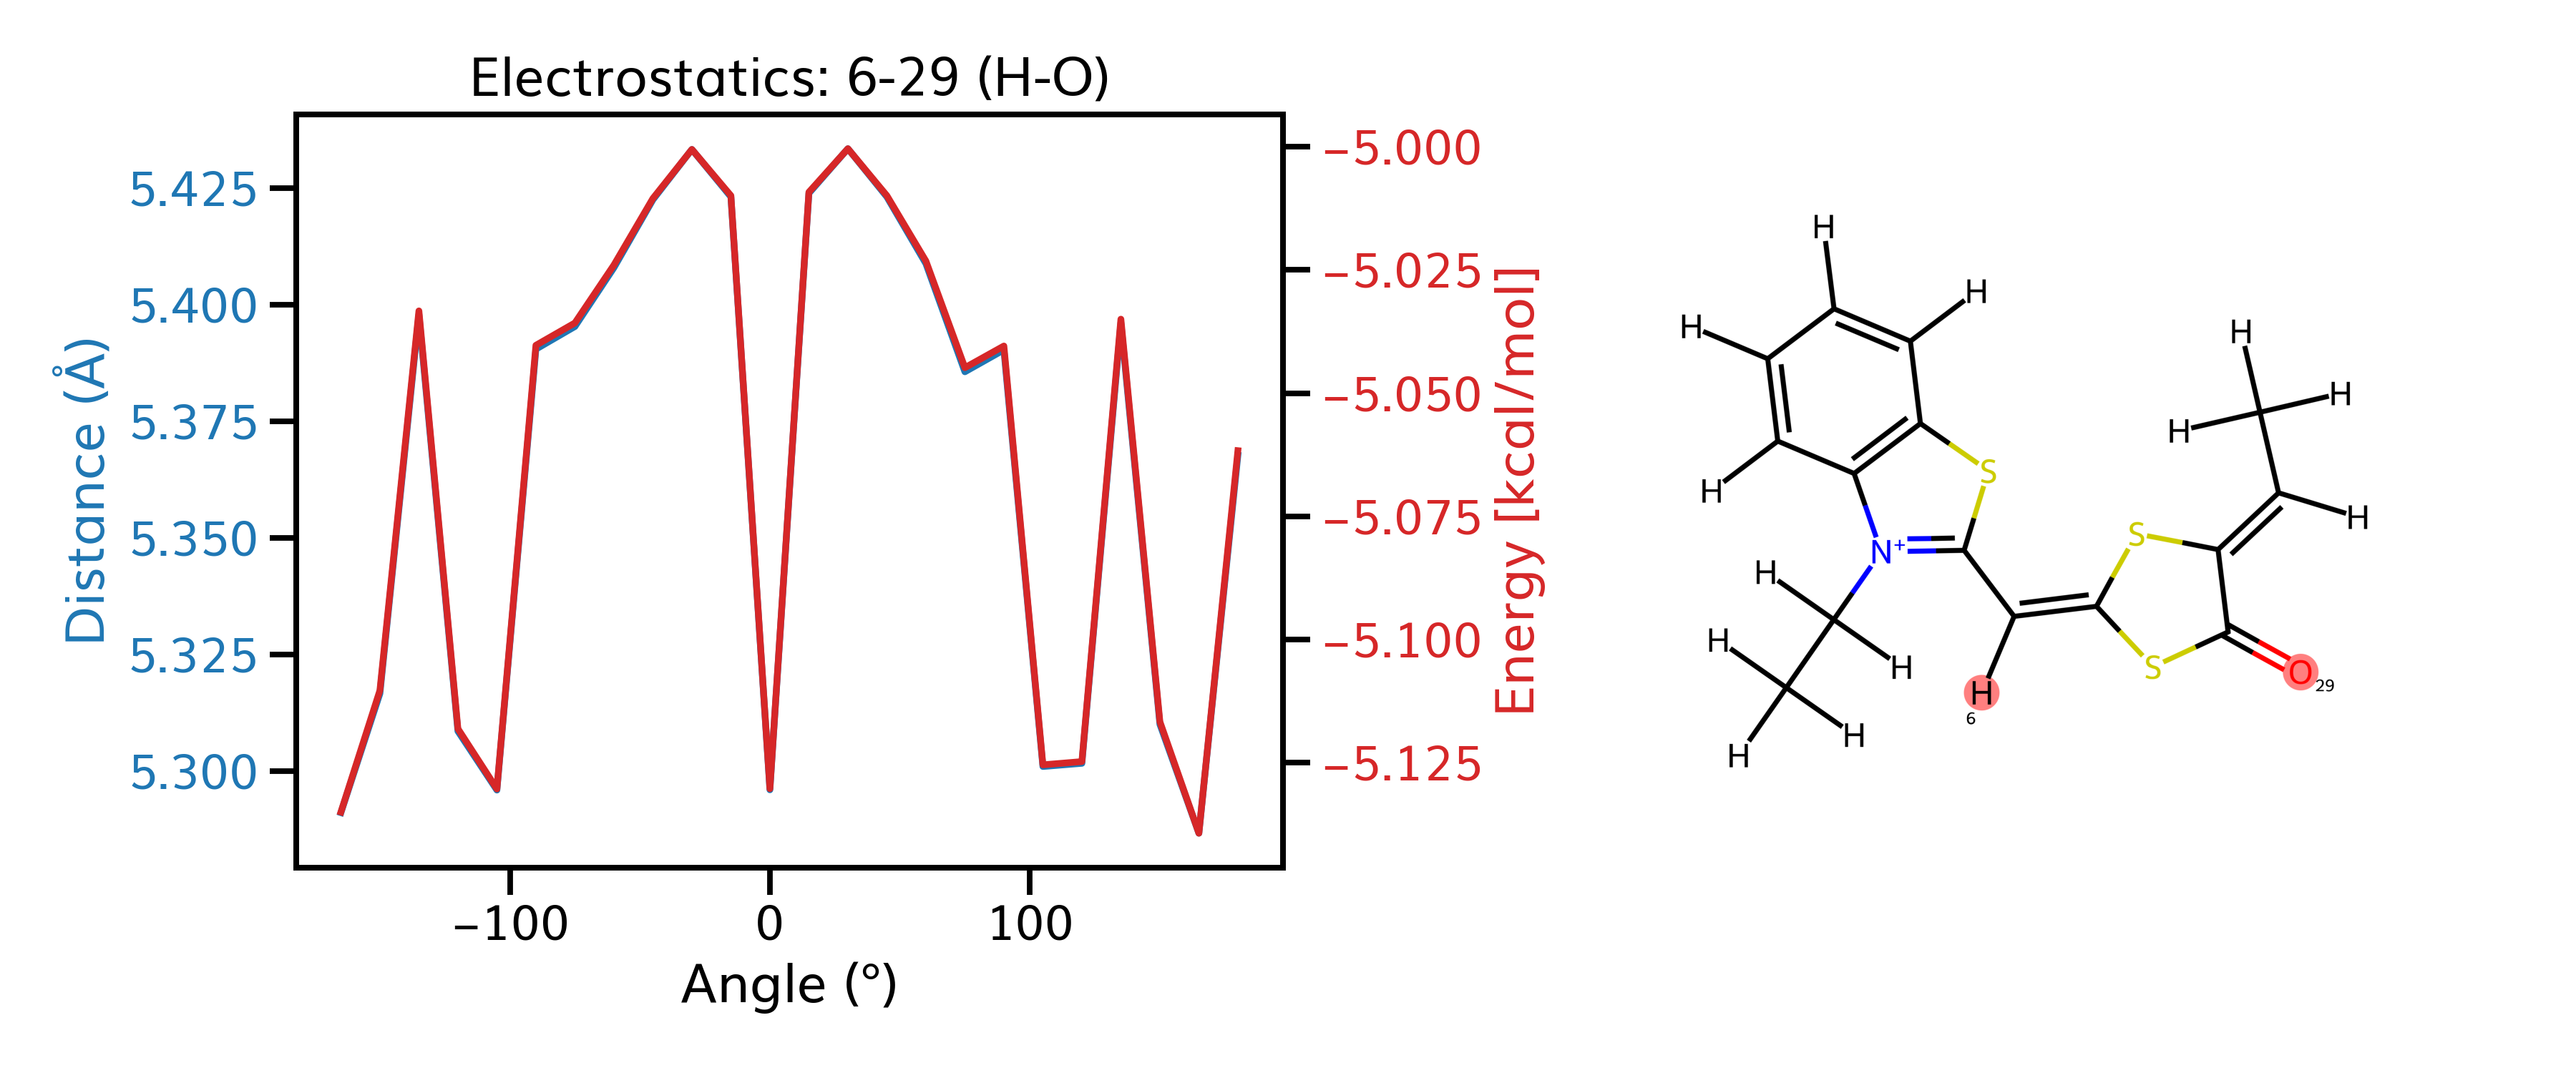 Electrostatics: 6-29 (H-O)
Distance (Å)
5.425
5.400
5.375
5.350
5.325
5.300
−100
0
100
Angle (°)
−5.000
−5.025
−5.050
−5.075
−5.100
−5.125
Energy [kcal/mol]
H
H
H
H
H
H
H
S
H
H
S
N+
H
H
H
S
O
29
H
6
H
H